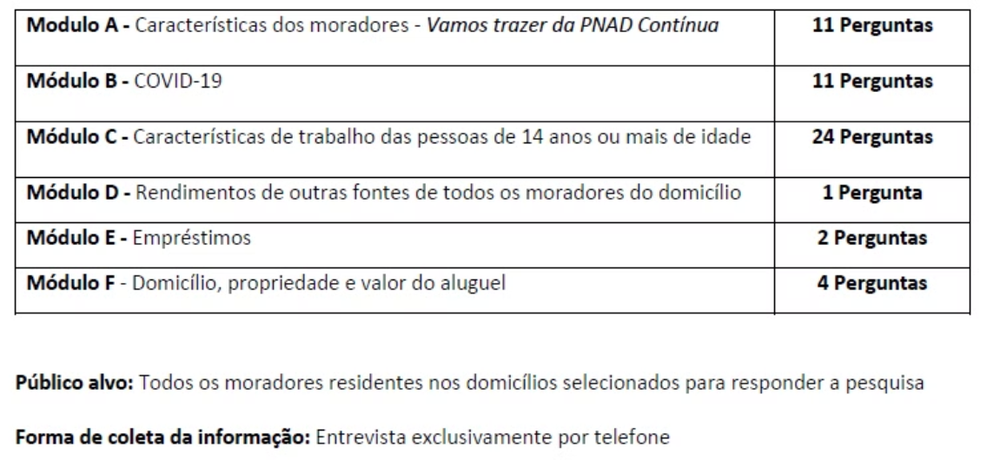 Modulo A - Características dos moradores - Vamos trazer da PNAD Contínua 11 Perguntas
Módulo B - COVID-19 11 Perguntas
Módulo C - Características de trabalho das pessoas de 14 anos ou mais de idade 24 Perguntas
Módulo D - Rendimentos de outras fontes de todos os moradores do domicílio 1 Pergunta
Módulo E - Empréstimos 2 Perguntas
Módulo F - Domicílio, propriedade e valor do aluguel 4 Perguntas
Público alvo: Todos os moradores residentes nos domicílios selecionados para responder a pesquisa
Forma de coleta da informação: Entrevista exclusivamente por telefone